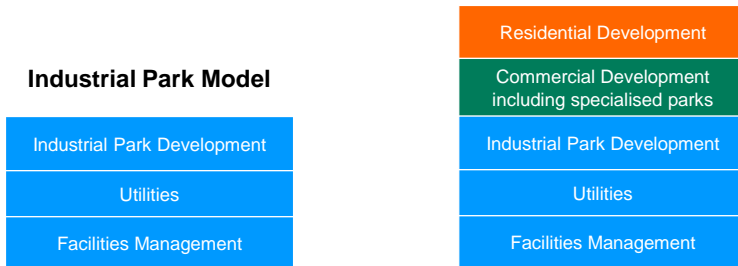 Industrial Park Model
Industrial Park Development
Utilities
Facilities Management
Residential Development
Commercial Development
including specialised parks
Industrial Park Development
Utilities
Facilities Management